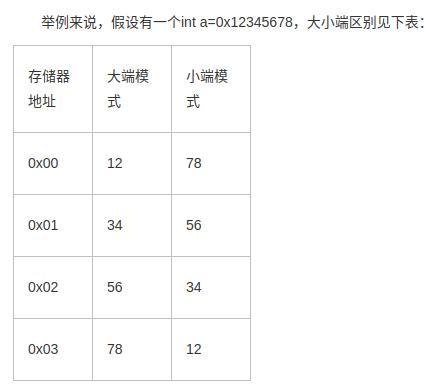 举例来说，假设有一个int a=0x12345678，大小端区别见下表：
存储器地址 大端模式 小端模式
0x00 12 78
0x01 34 56
0x02 56 34
0x03 78 12